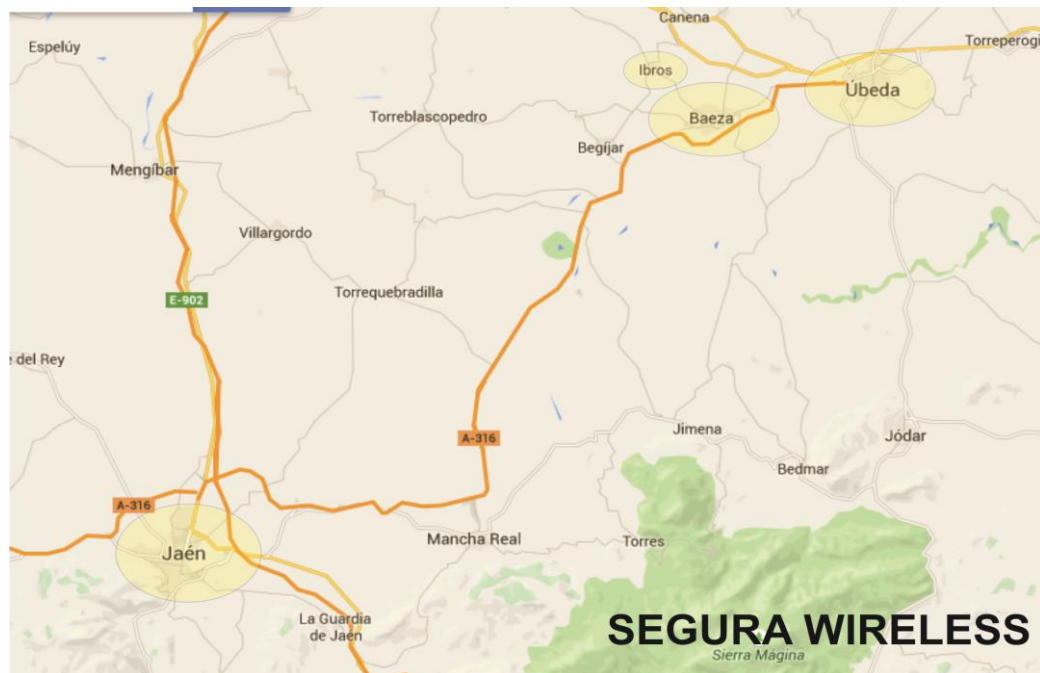 Canena
Torreperogi
Espelúy
Ibros
Úbeda
Torreblascopedro
Baeza
Begíjar
Mengíbar
Villargordo
Torrequebradilla
E-902
del Rey
Jimena
A-316
Jódar
Bedmar
A-316
Jaén
Mancha Real
Torres
La Guardia
de Jaén
SEGURA WIRELESS
Sierra Mágina